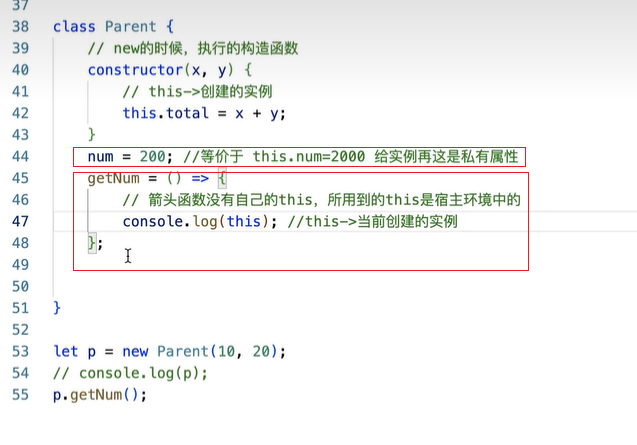 37
38 class Parent {
39 // new的时候，执行的构造函数
40 constructor(x, y) {
41 // this->创建的实例
42 this.total = x + y;
43 }
44 num = 200; //等价于 this.num=2000 给实例再这是私有属性
45 getNum = () => {
46 // 箭头函数没有自己的this，所用到的this是宿主环境中的
47 console.log(this); //this->当前创建的实例
48 };
49
50
51 }
52
53 let p = new Parent(10, 20);
54 // console.log(p);
55 p.getNum();